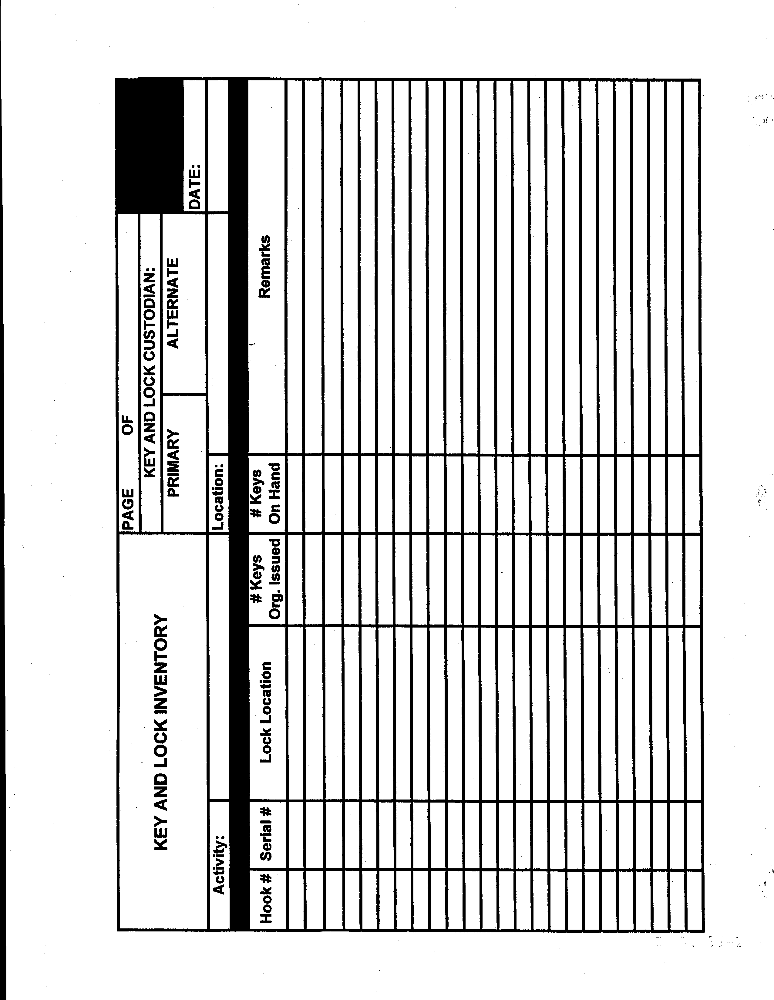 KEY AND LOCK INVENTORY
PAGE OF
KEY AND LOCK CUSTODIAN:
PRIMARY ALTERNATE
DATE:
Activity: Location:
Hook # Serial # Lock Location # Keys Org. Issued # Keys On Hand Remarks